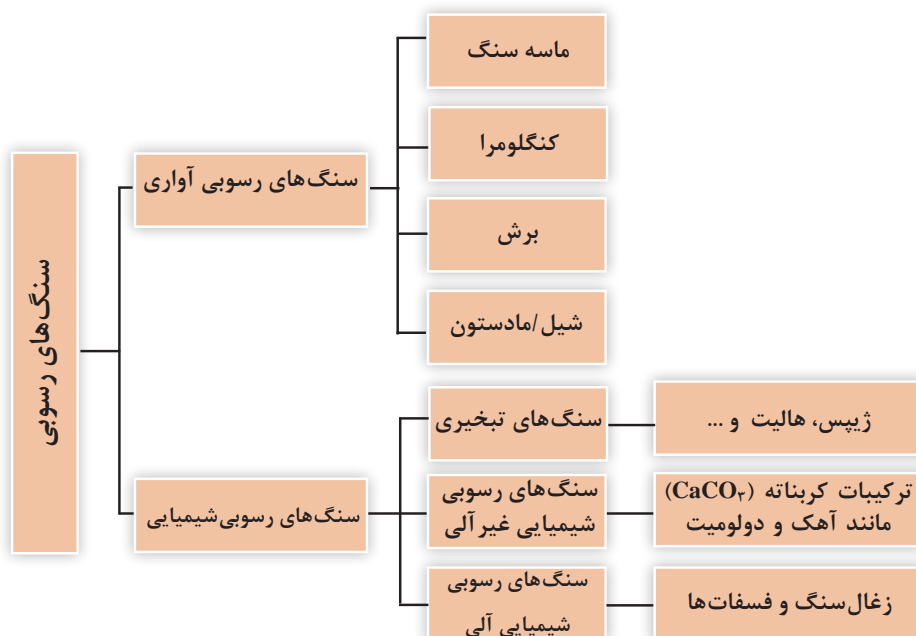 سنگ‌های رسوبی
سنگ‌های رسوبی آواری
ماسه سنگ
کنگلومرا
برش
شیل/مادستون
سنگ‌های رسوبی‌شیمیایی
سنگ‌های تبخیری
ژیپس، هالیت و ...
سنگ‌های رسوبی
شیمیایی غیرآلی
ترکیبات کربناته (CaCO۳)
مانند آهک و دولومیت
سنگ‌های رسوبی
شیمیایی آلی
زغال‌سنگ و فسفات‌ها